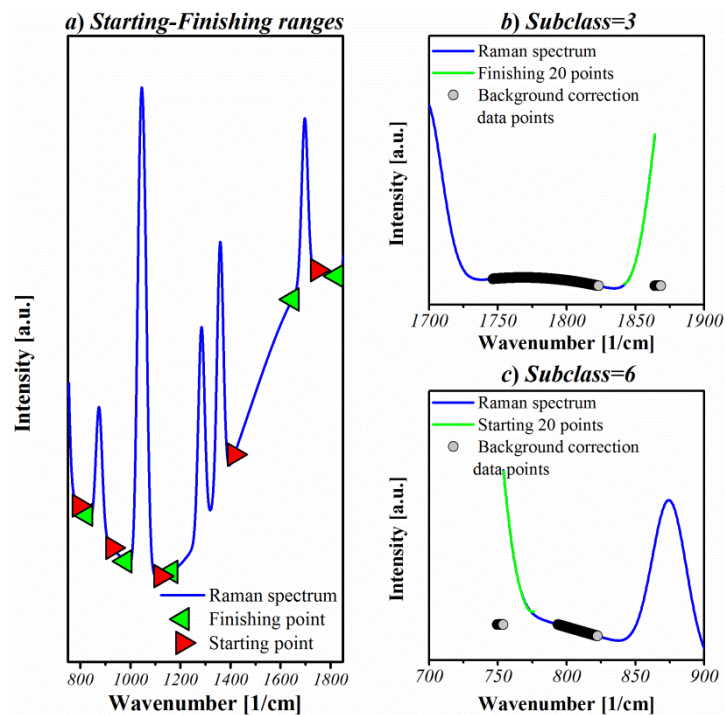 a) Starting-Finishing ranges
Intensity [a.u.]
Raman spectrum
Finishing point
Starting point
800 1000 1200 1400 1600 1800
Wavenumber [1/cm]
b) Subclass=3
Raman spectrum
Finishing 20 points
Background correction
data points
Intensity [a.u.]
1700 1750 1800 1850 1900
Wavenumber [1/cm]
c) Subclass=6
Raman spectrum
Starting 20 points
Background correction
data points
Intensity [a.u.]
700 750 800 850 900
Wavenumber [1/cm]